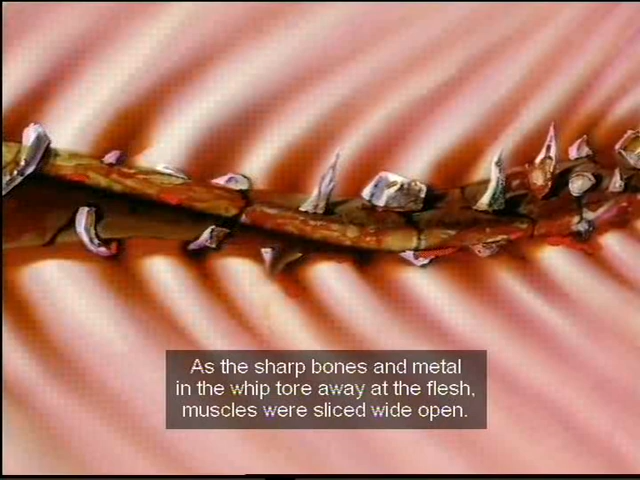 As the sharp bones and metal
in the whip tore away at the flesh,
muscles were sliced wide open.